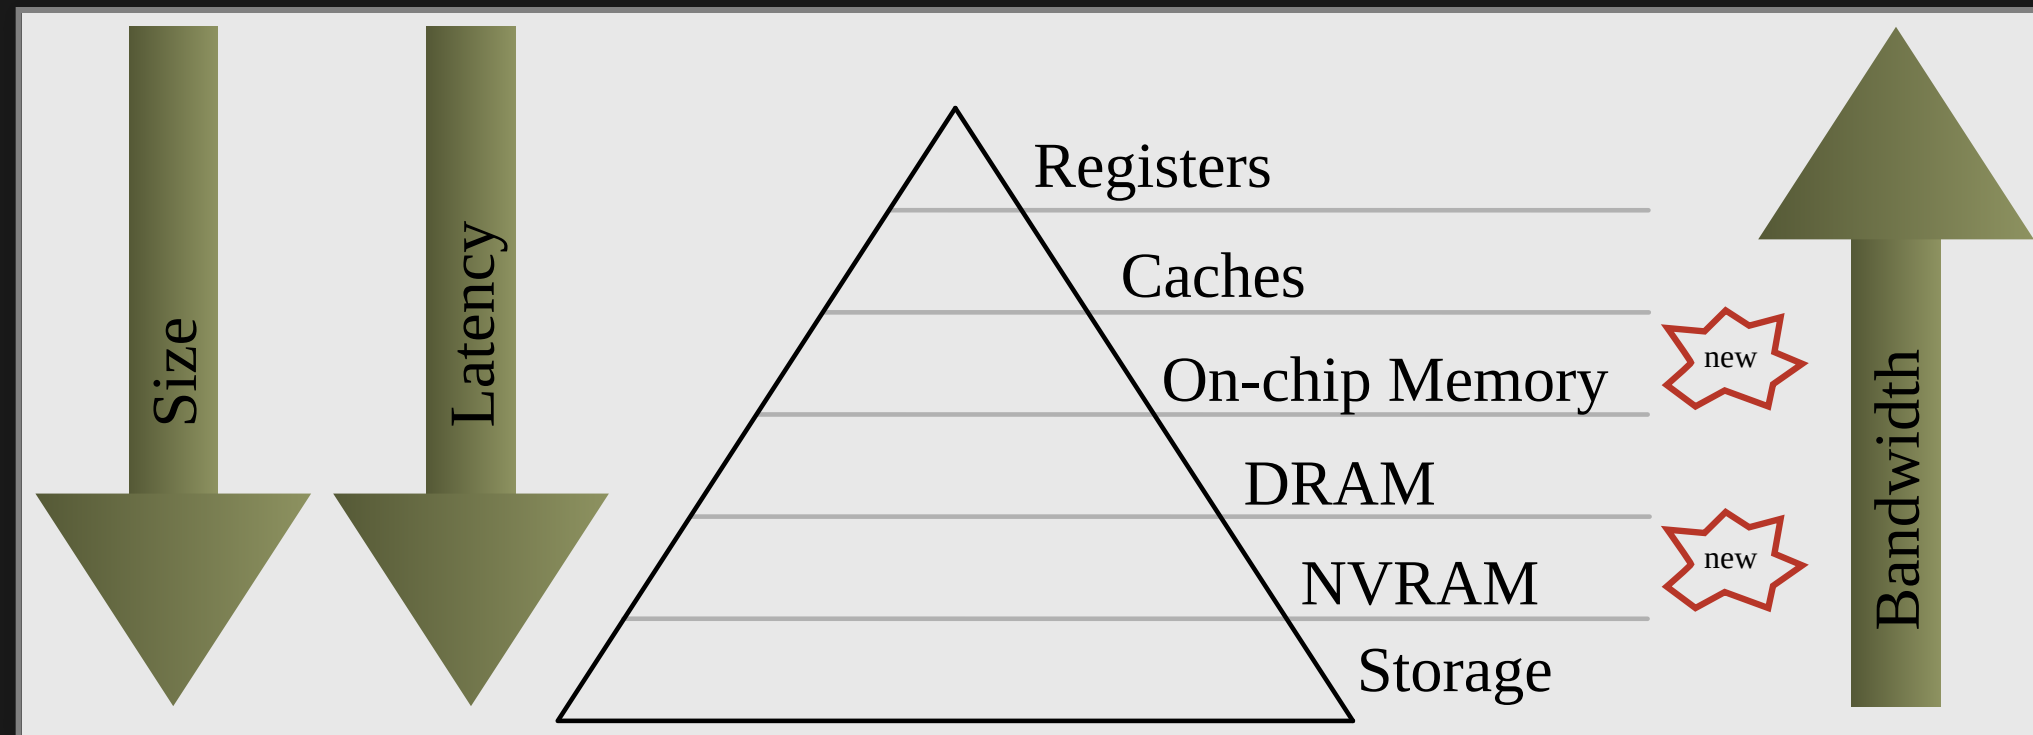 Size
Latency
Registers
Caches
On-chip Memory
new
DRAM
NVRAM
new
Storage
Bandwidth